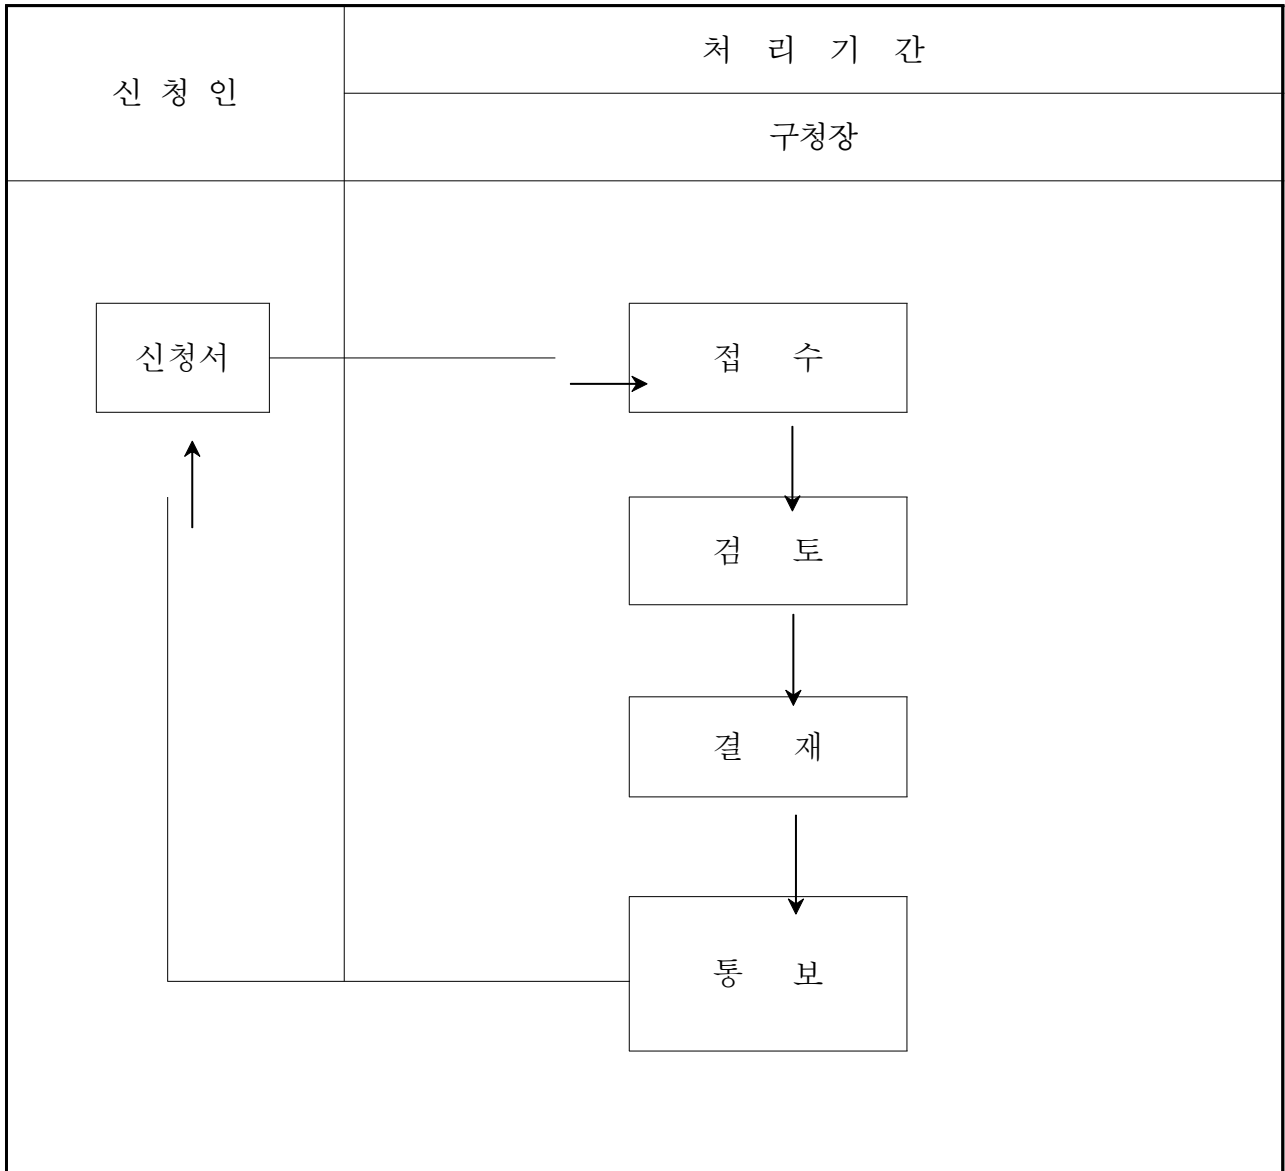 처 리 기 간
신 청 인
구청장
신청서
접 수
검 토
결 재
통 보